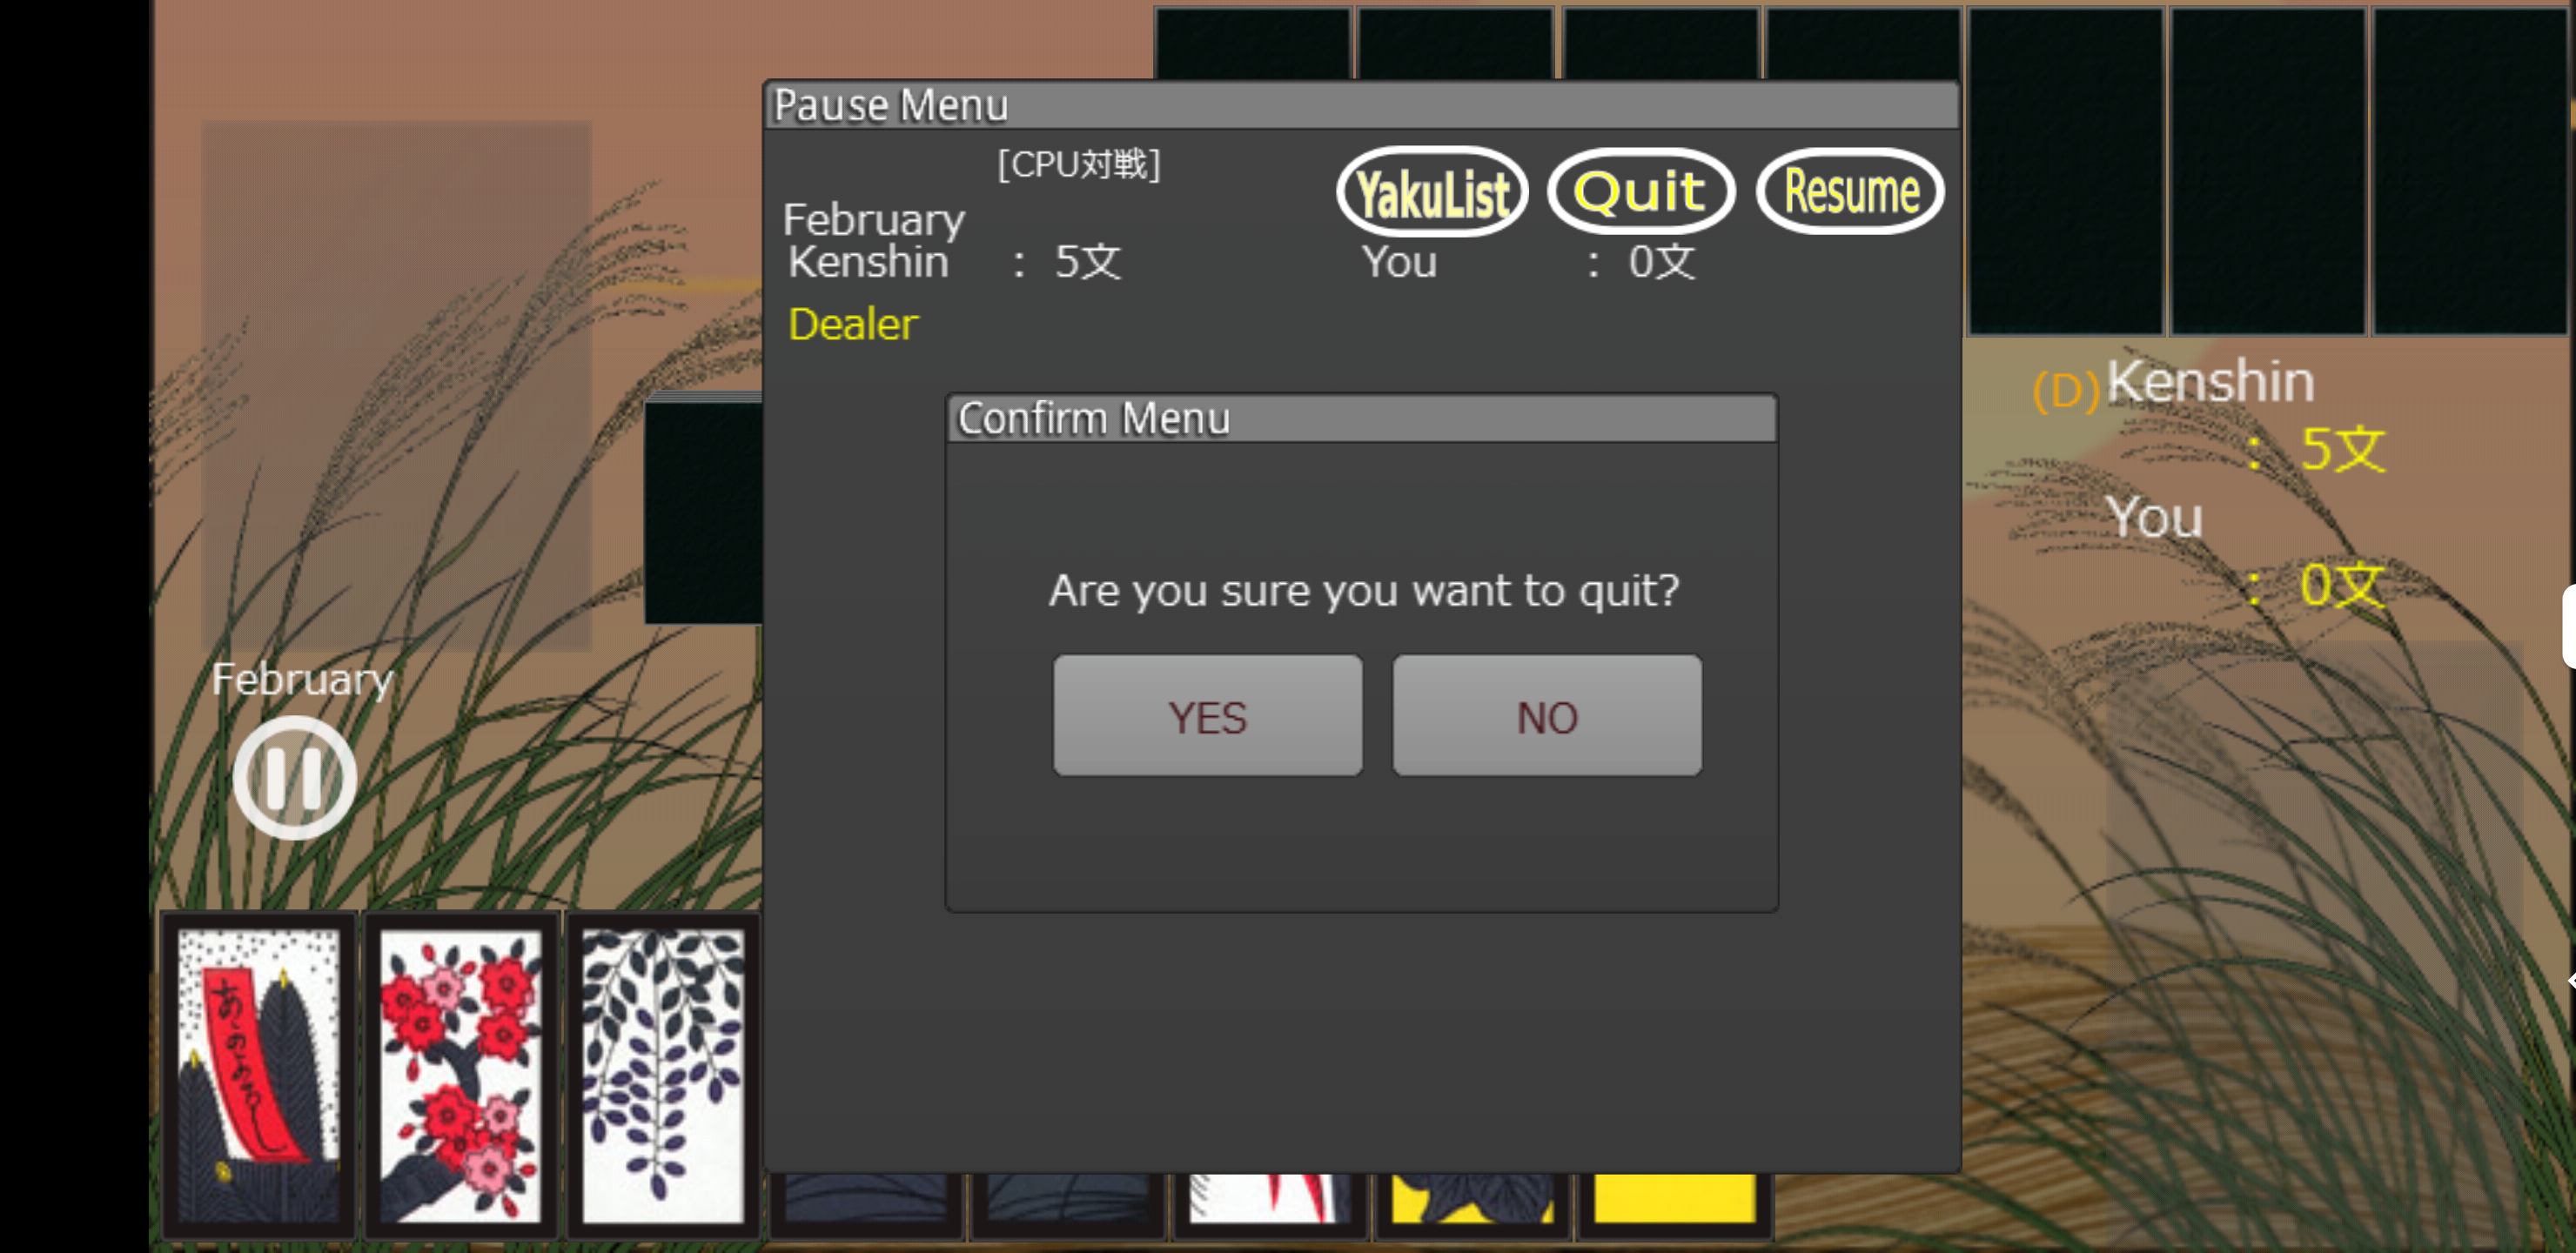 Pause Menu
[CPU対戦]
YakuList
Quit
Resume
February
Kenshin : 5文
You : 0文
Dealer
Confirm Menu
Are you sure you want to quit?
YES
NO
(D)Kenshin
: 5文
You
: 0文
February